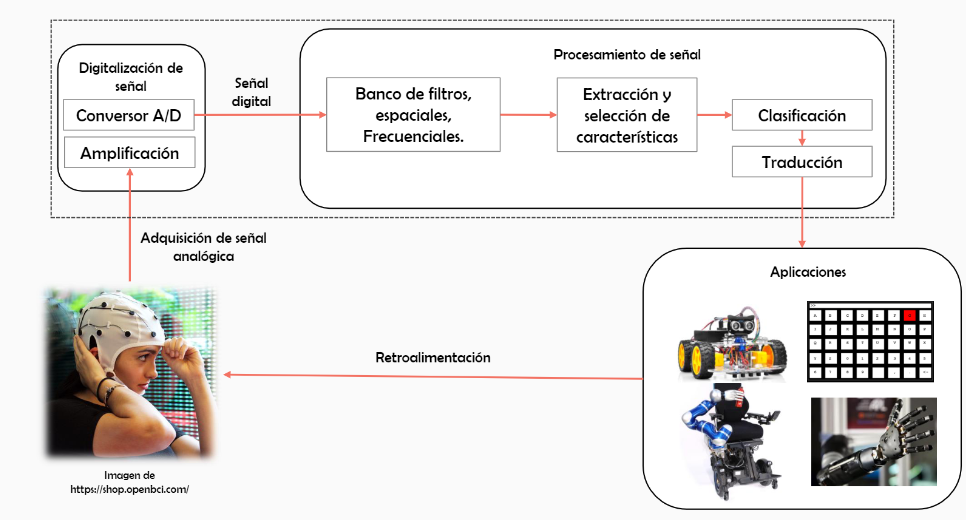 Procesamiento de señal
Digitalización de
señal
Conversor A/D
Amplificación
Señal
digital
Banco de filtros,
espaciales,
Frecuenciales.
Extracción y
selección de
características
Clasificación
Traducción
Adquisición de señal
analógica
Aplicaciones
Retroalimentación
Imagen de
https://shop.openbci.com/